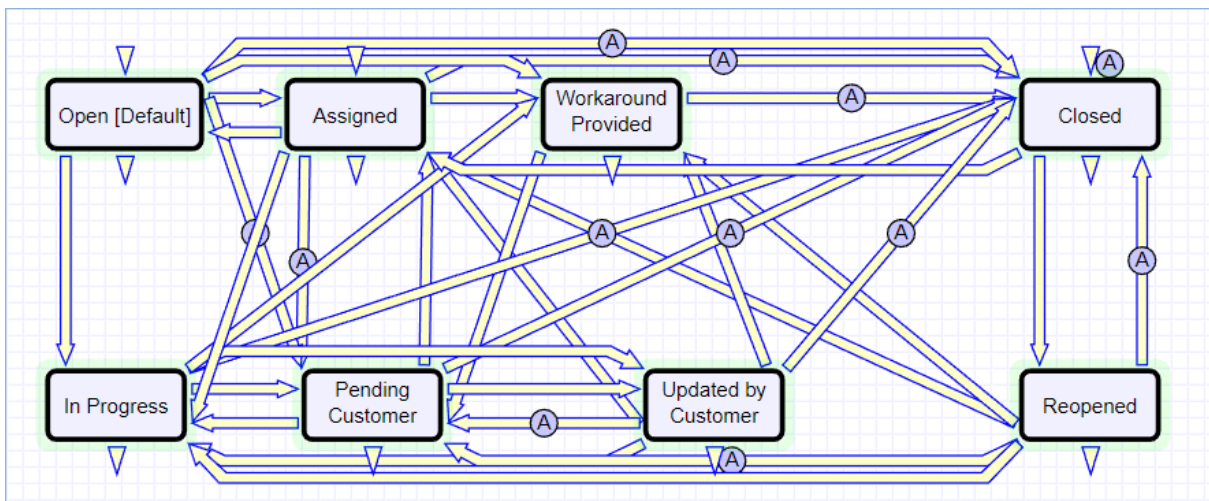 A
A
A
Open [Default]
Assigned
Workaround
Provided
A
Closed
A
A
A
A
A
A
In Progress
Pending
Customer
A
Updated by
Customer
Reopened
A